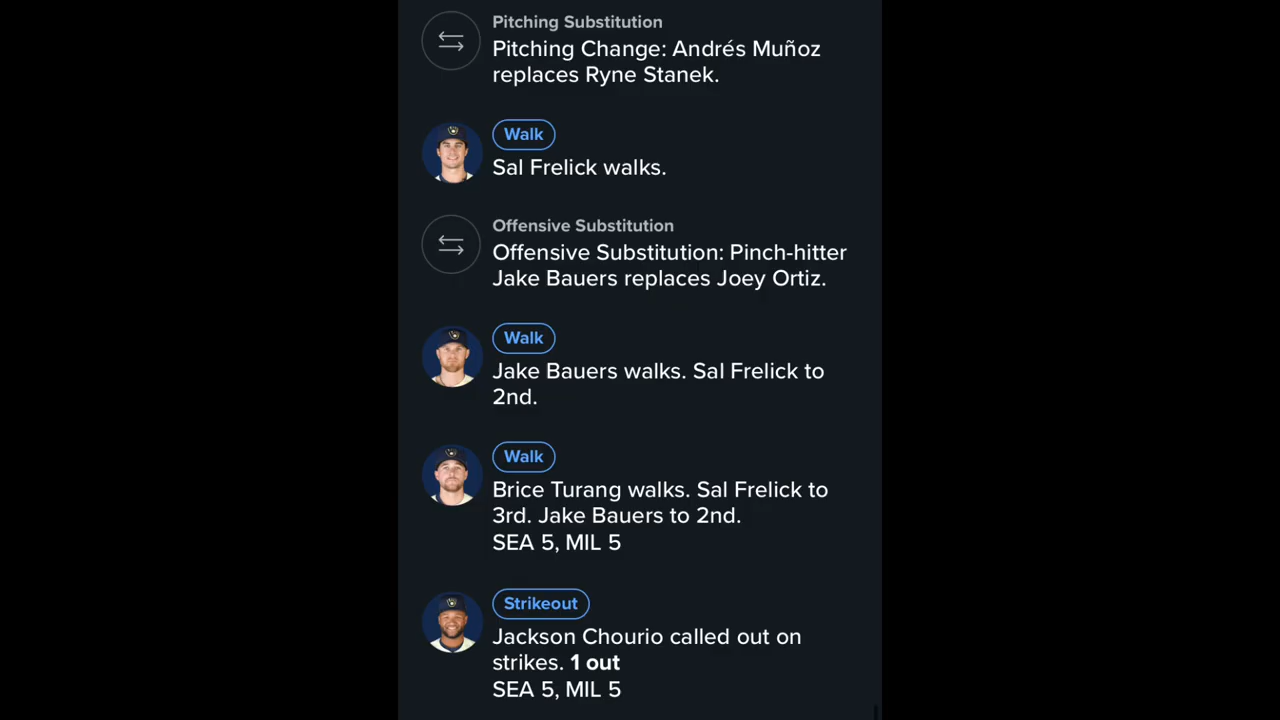 Pitching Substitution
Pitching Change: Andrés Muñoz
replaces Ryne Stanek.
Walk
Sal Frelick walks.
Offensive Substitution
Offensive Substitution: Pinch-hitter
Jake Bauers replaces Joey Ortiz.
Walk
Jake Bauers walks. Sal Frelick to
2nd.
Walk
Brice Turang walks. Sal Frelick to
3rd. Jake Bauers to 2nd.
SEA 5, MIL 5
Strikeout
Jackson Chourio called out on
strikes. 1 out
SEA 5, MIL 5